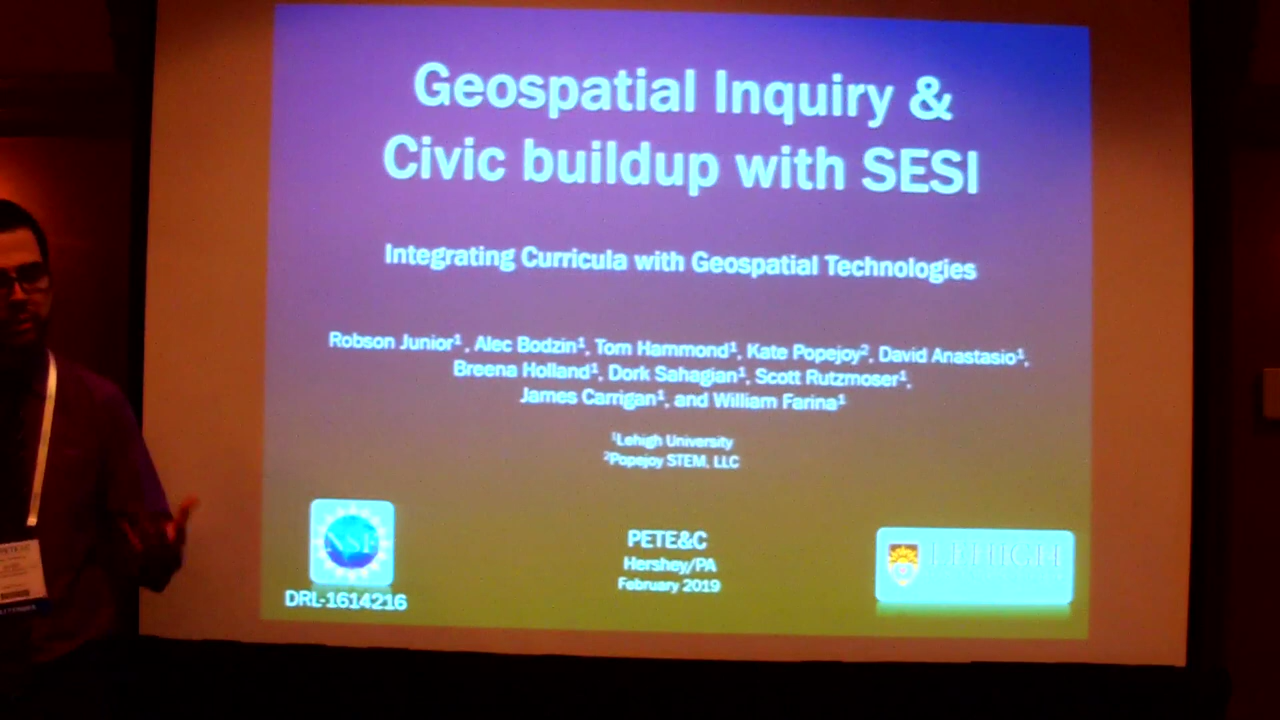 Geospatial Inquiry &
Civic buildup with SESI
Integrating Curricula with Geospatial Technologies
Robson Junior¹, Alec Bodzin¹, Tom Hammond¹, Kate Popejoy², David Anastasio¹,
Breena Holland¹, Dork Sahagian¹, Scott Rutzmoser¹,
James Carrigan¹, and William Farina¹
¹Lehigh University
²Popejoy STEM, LLC
NSF
DRL-1614216
PETE&C
Hershey/PA
February 2019
LEHIGH